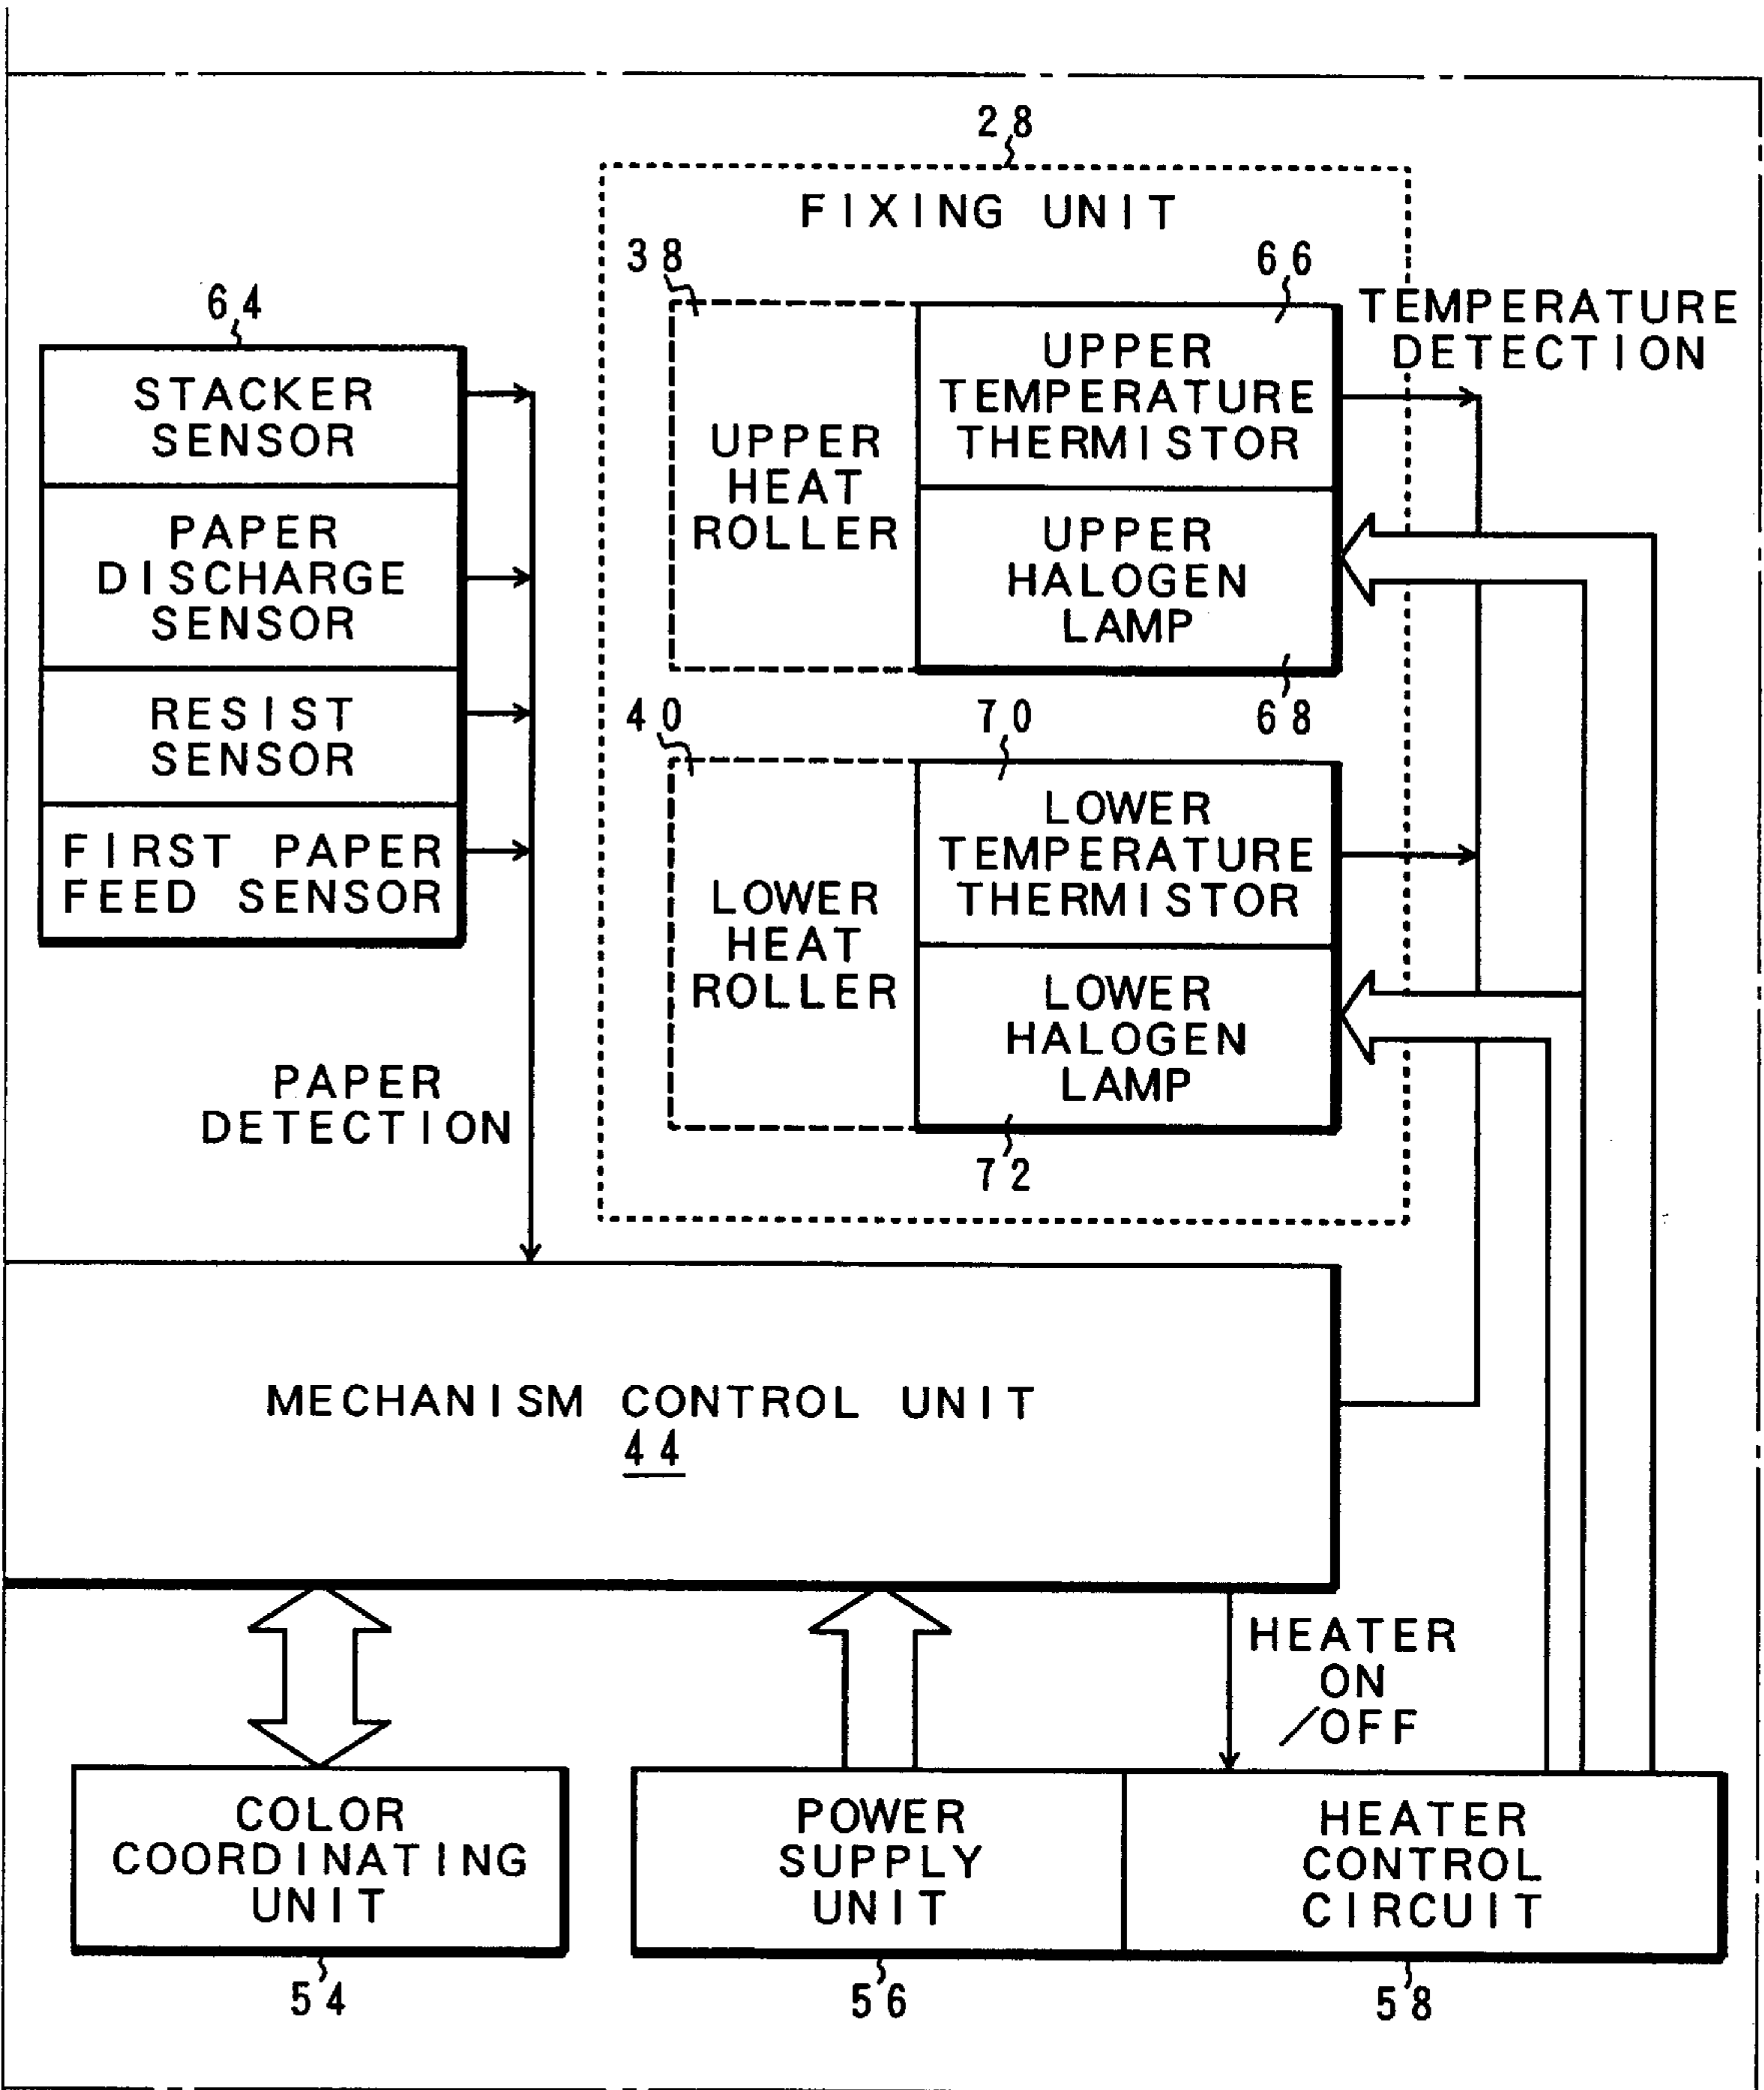 28
FIXING UNIT
38
66
TEMPERATURE
DETECTION
64
STACKER
SENSOR
PAPER
DISCHARGE
SENSOR
RESIST
SENSOR
FIRST PAPER
FEED SENSOR
UPPER
HEAT
ROLLER
UPPER
TEMPERATURE
THERMISTOR
UPPER
HALOGEN
LAMP
68
40
70
LOWER
HEAT
ROLLER
LOWER
TEMPERATURE
THERMISTOR
LOWER
HALOGEN
LAMP
72
PAPER
DETECTION
MECHANISM CONTROL UNIT
44
HEATER
ON
/OFF
COLOR
COORDINATING
UNIT
54
POWER
SUPPLY
UNIT
56
HEATER
CONTROL
CIRCUIT
58